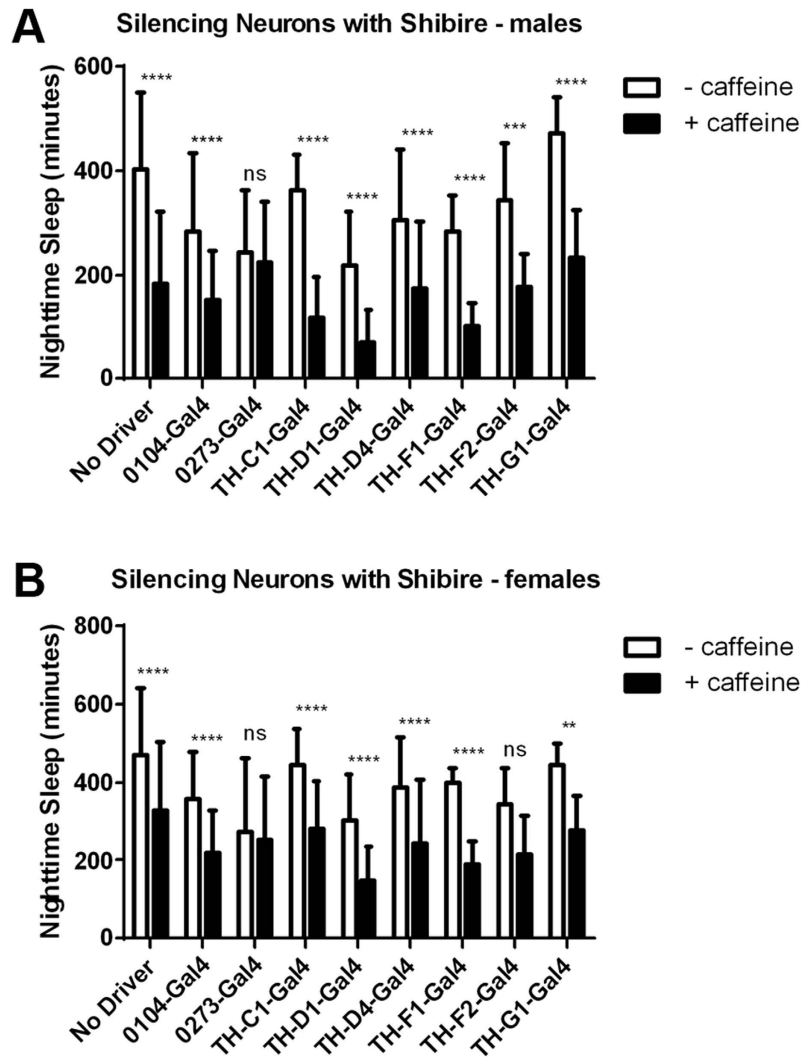 A
Silencing Neurons with Shibire - males
Nighttime Sleep (minutes)
600
400
200
0
****
****
ns
****
****
****
****
***
****
- caffeine
+ caffeine
No Driver
0104-Gal4
0273-Gal4
TH-C1-Gal4
TH-D1-Gal4
TH-D4-Gal4
TH-F1-Gal4
TH-F2-Gal4
TH-G1-Gal4
B
Silencing Neurons with Shibire - females
Nighttime Sleep (minutes)
800
600
400
200
0
****
****
ns
****
****
****
****
ns
**
- caffeine
+ caffeine
No Driver
0104-Gal4
0273-Gal4
TH-C1-Gal4
TH-D1-Gal4
TH-D4-Gal4
TH-F1-Gal4
TH-F2-Gal4
TH-G1-Gal4